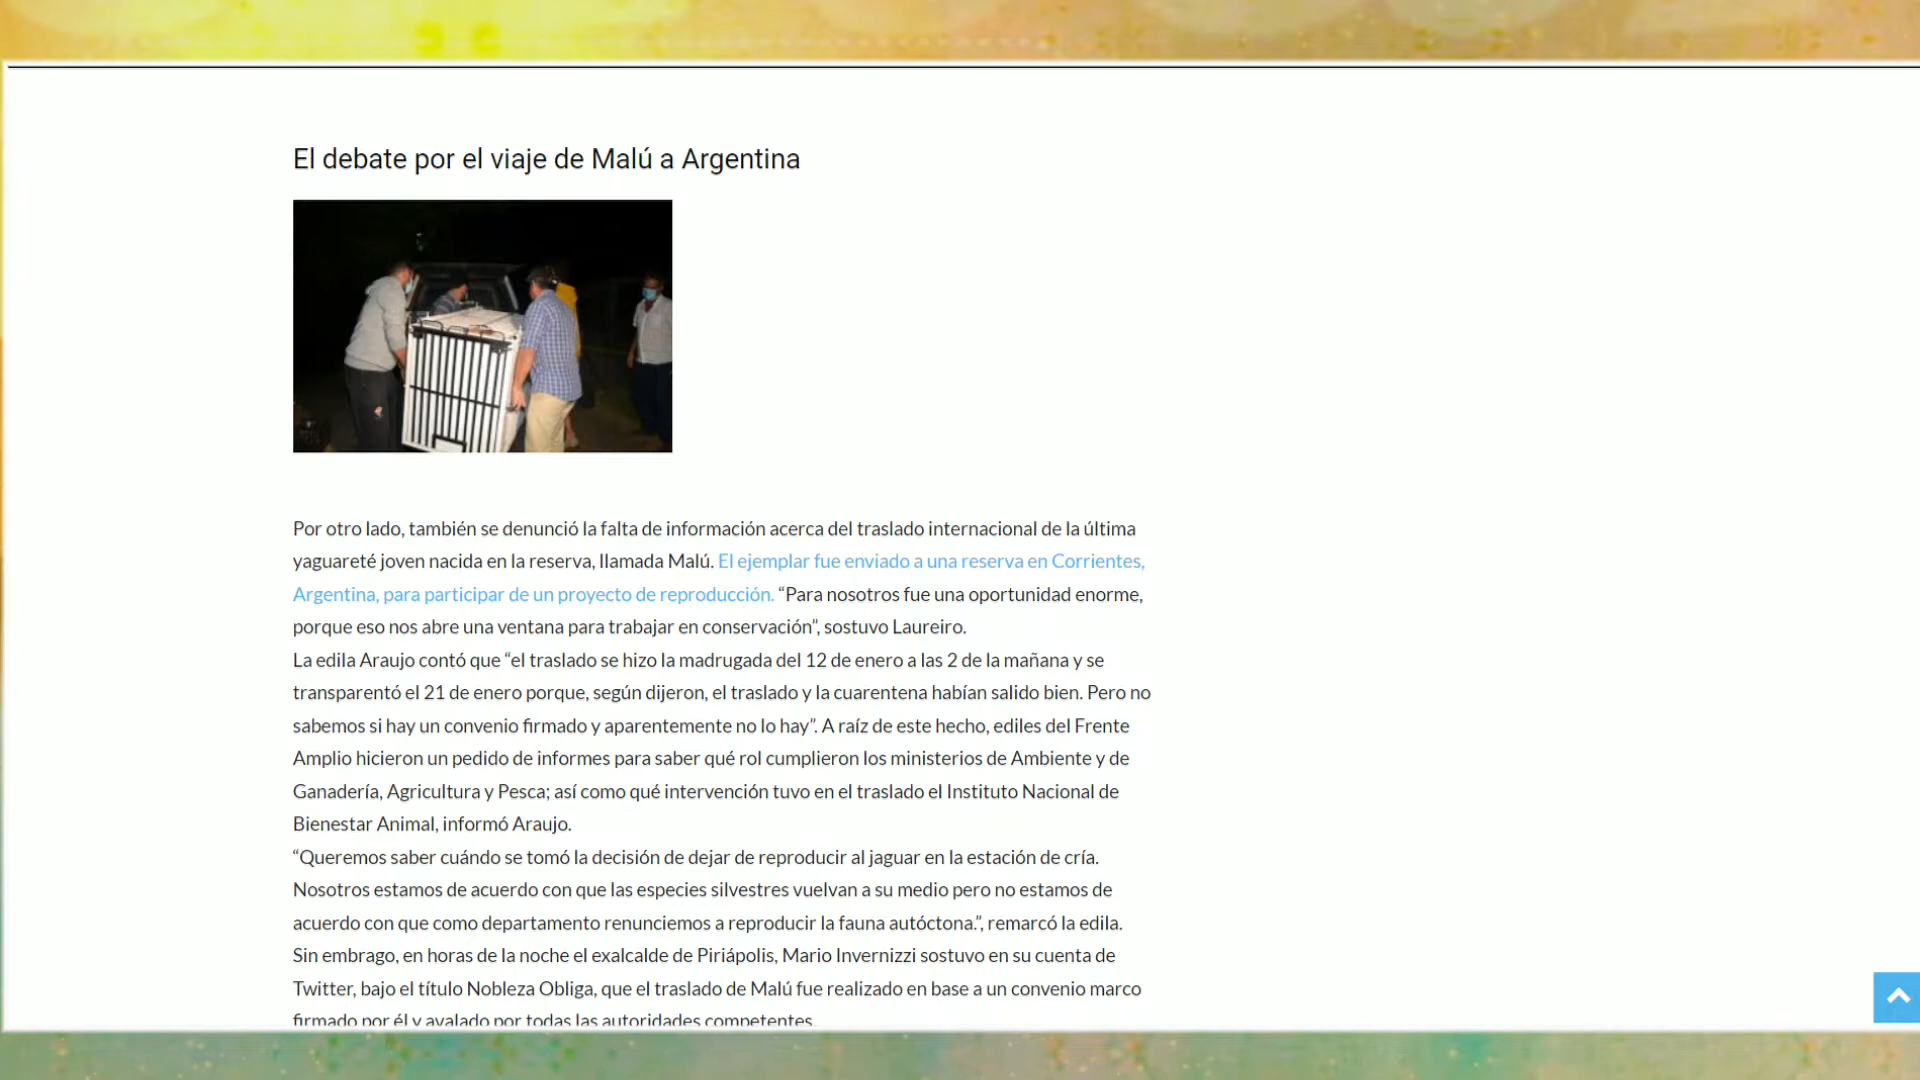 El debate por el viaje de Malú a Argentina
Por otro lado, también se denunció la falta de información acerca del traslado internacional de la última
yaguareté joven nacida en la reserva, llamada Malú. El ejemplar fue enviado a una reserva en Corrientes,
Argentina, para participar de un proyecto de reproducción. “Para nosotros fue una oportunidad enorme,
porque eso nos abre una ventana para trabajar en conservación”, sostuvo Laureiro.
La edila Araujo contó que “el traslado se hizo la madrugada del 12 de enero a las 2 de la mañana y se
transparentó el 21 de enero porque, según dijeron, el traslado y la cuarentena habían salido bien. Pero no
sabemos si hay un convenio firmado y aparentemente no lo hay”. A raíz de este hecho, ediles del Frente
Amplio hicieron un pedido de informes para saber qué rol cumplieron los ministerios de Ambiente y de
Ganadería, Agricultura y Pesca; así como qué intervención tuvo en el traslado el Instituto Nacional de
Bienestar Animal, informó Araujo.
“Queremos saber cuándo se tomó la decisión de dejar de reproducir al jaguar en la estación de cría.
Nosotros estamos de acuerdo con que las especies silvestres vuelvan a su medio pero no estamos de
acuerdo con que como departamento renunciemos a reproducir la fauna autóctona.”, remarcó la edila.
Sin embrago, en horas de la noche el exalcalde de Piriápolis, Mario Invernizzi sostuvo en su cuenta de
Twitter, bajo el título Nobleza Obliga, que el traslado de Malú fue realizado en base a un convenio marco
firmado por él y avalado por todas las autoridades competentes.